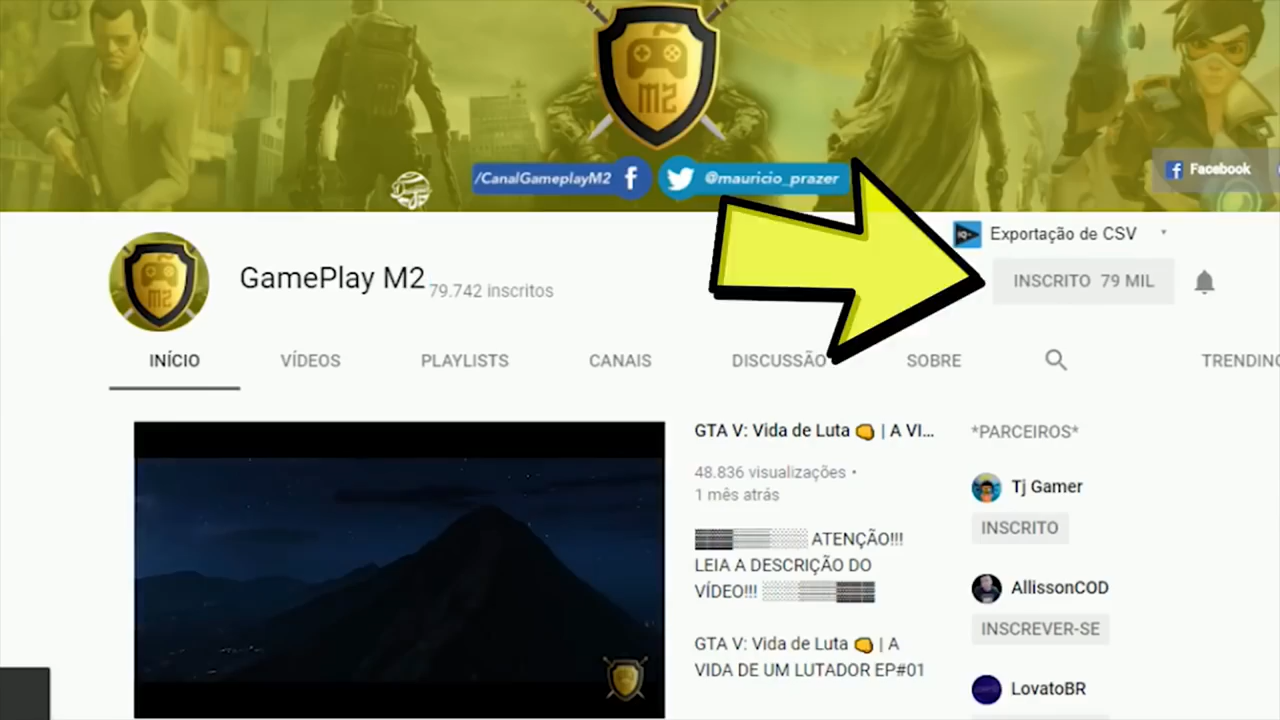 M2
/CanalGameplayM2
@mauricio_prazer
Facebook
Exportação de CSV
M2
GamePlay M2
79.742 inscritos
INSCRITO 79 MIL
INÍCIO
VÍDEOS
PLAYLISTS
CANAIS
DISCUSSÃO
SOBRE
GTA V: Vida de Luta 👊 | A VI...
48.836 visualizações •
1 mês atrás
ATENÇÃO!!!
LEIA A DESCRIÇÃO DO
VÍDEO!!!
GTA V: Vida de Luta 👊 | A
VIDA DE UM LUTADOR EP#01
*PARCEIROS*
Tj Gamer
INSCRITO
AllissonCOD
INSCREVER-SE
LovatoBR